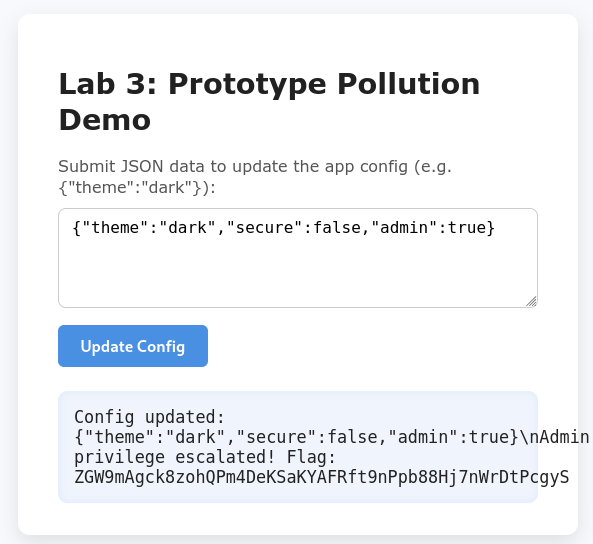 Lab 3: Prototype Pollution
Demo
Submit JSON data to update the app config (e.g.
{"theme":"dark"}):
{"theme":"dark","secure":false,"admin":true}
Update Config
Config updated:
{"theme":"dark","secure":false,"admin":true}\nAdmin
privilege escalated! Flag:
ZGW9mAgck8zohQPm4DeKSaKYAFRft9nPpb88Hj7nWrDtPcgyS